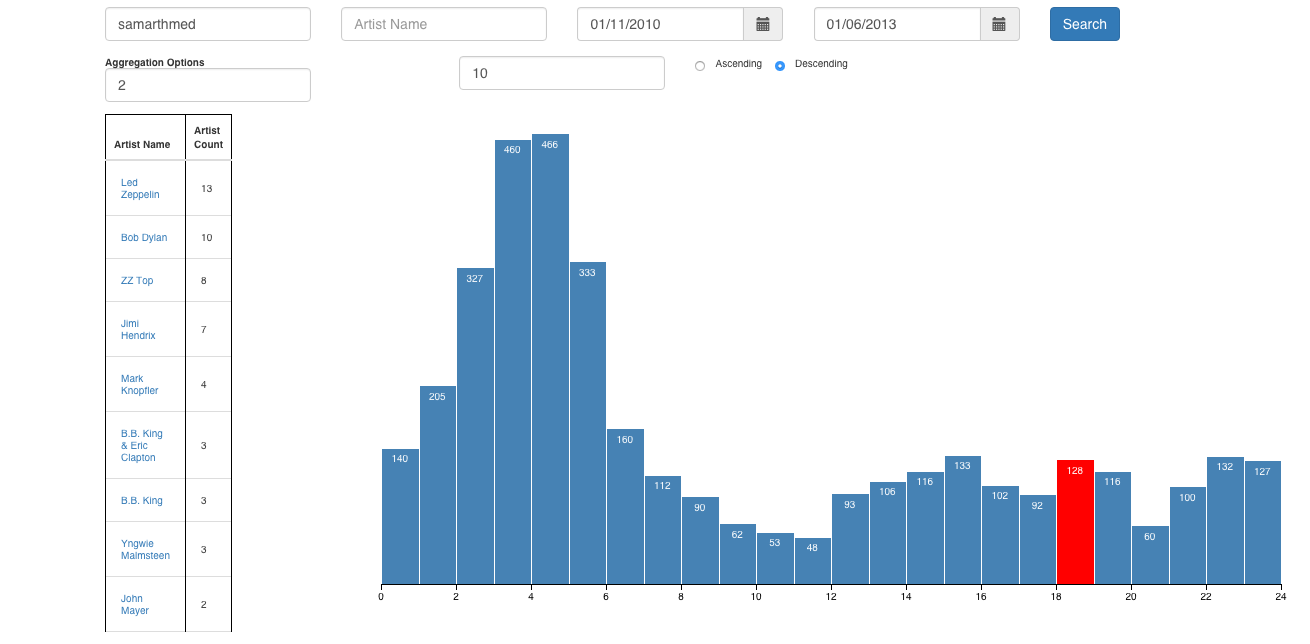 samarthmed
Artist Name
01/11/2010
01/06/2013
Search
Aggregation Options
2
10
Ascending
Descending
Artist Name
Artist
Count
Led
Zeppelin
13
Bob Dylan
10
ZZ Top
8
Jimi
Hendrix
7
Mark
Knopfler
4
B.B. King
& Eric
Clapton
3
B.B. King
3
Yngwie
Malmsteen
3
John
Mayer
2
140
205
327
460
466
333
160
112
90
62
53
48
93
106
116
133
102
92
128
116
60
100
132
127
0
2
4
6
8
10
12
14
16
18
20
22
24